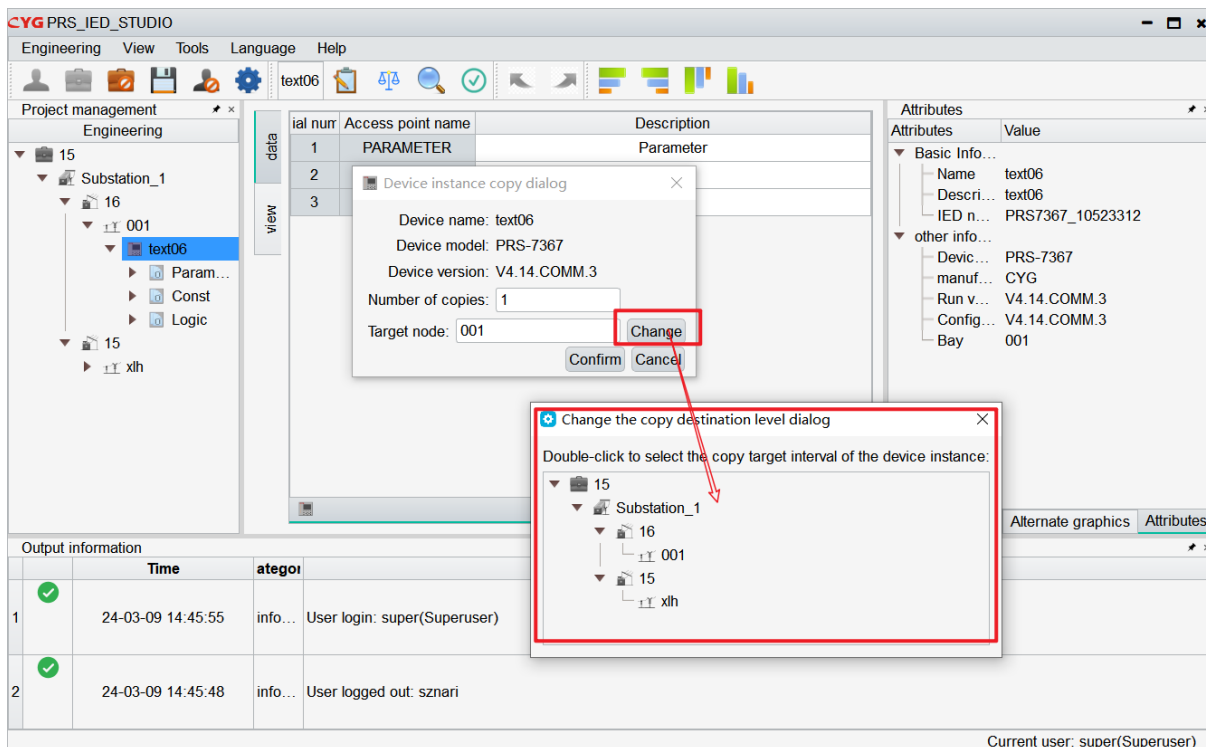 CYG PRS_IED_STUDIO
Engineering View Tools Language Help
text06
Project management
Engineering
15
Substation_1
16
001
text06
Param...
Const
Logic
15
xlh
data
view
ial num Access point name Description
1 PARAMETER Parameter
2
3
Device instance copy dialog
Device name: text06
Device model: PRS-7367
Device version: V4.14.COMM.3
Number of copies: 1
Target node: 001 Change
Confirm Cancel
Change the copy destination level dialog
Double-click to select the copy target interval of the device instance:
15
Substation_1
16
001
15
xlh
Attributes
Attributes Value
Basic Info...
Name text06
Descri... text06
IED n... PRS7367_10523312
other info...
Devic... PRS-7367
manuf... CYG
Run v... V4.14.COMM.3
Config... V4.14.COMM.3
Bay 001
Alternate graphics Attributes
Output information
Time ategor
1 24-03-09 14:45:55 info... User login: super(Superuser)
2 24-03-09 14:45:48 info... User logged out: sznari
Current user: super(Superuser)